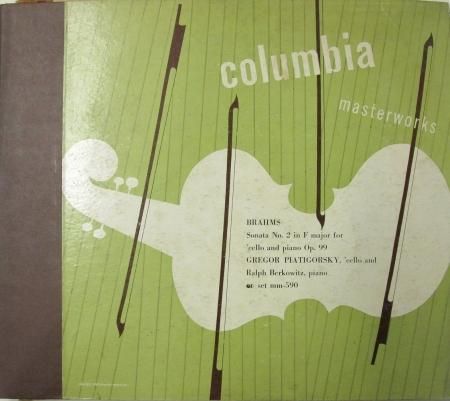 columbia
masterworks
BRAHMS
Sonata No. 2 in F major for
'cello and piano Op. 99
GREGOR PIATIGORSKY, 'cello and
Ralph Berkowitz, piano
set mm-590